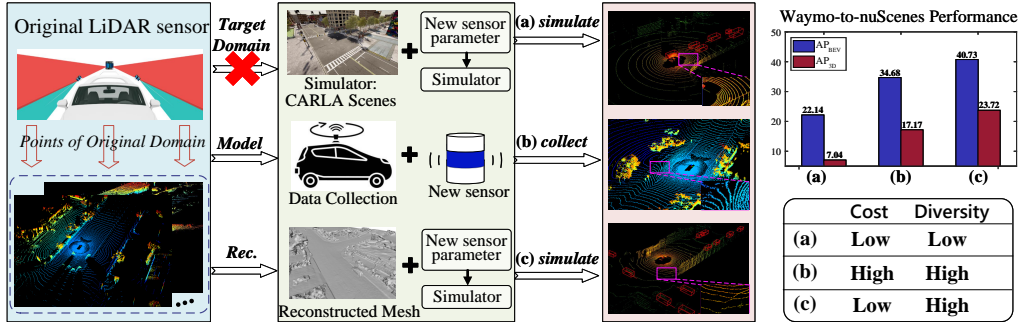 Original LiDAR sensor
Points of Original Domain
Target
Domain
Model
Rec.
Simulator:
CARLA Scenes
New sensor
parameter
Simulator
Data Collection
New sensor
Reconstructed Mesh
New sensor
parameter
Simulator
(a) simulate
(b) collect
(c) simulate
Waymo-to-nuScenes Performance
50
40
30
20
10
AP_BEV
AP_3D
22.14
7.04
34.68
17.17
40.73
23.72
(a) (b) (c)
Cost Diversity
(a) Low Low
(b) High High
(c) Low High